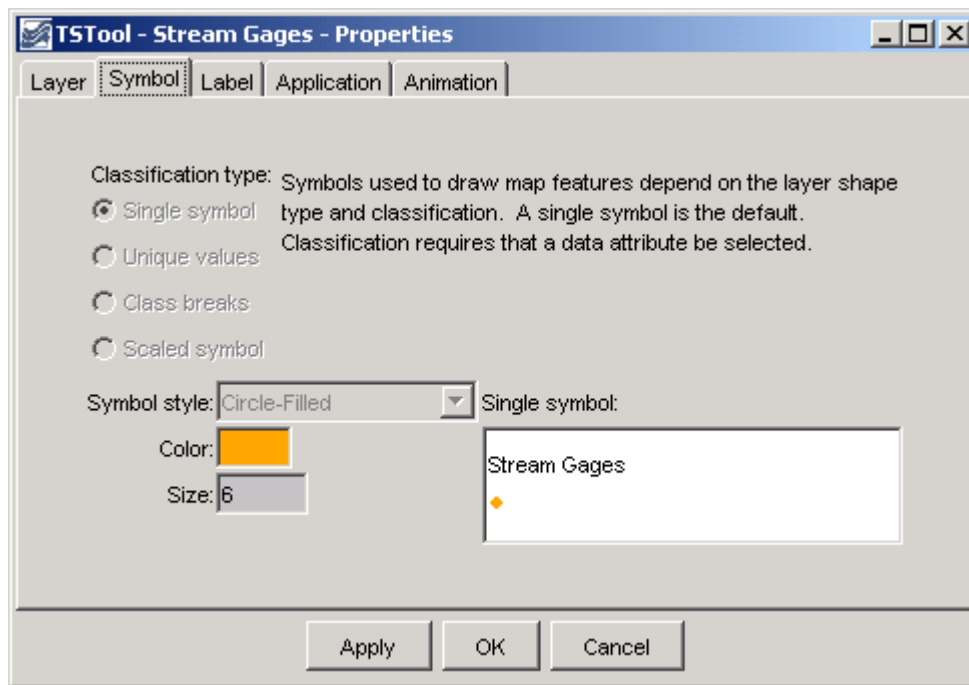 TSTool - Stream Gages - Properties
Layer Symbol Label Application Animation
Classification type:
Single symbol
Unique values
Class breaks
Scaled symbol
Symbols used to draw map features depend on the layer shape
type and classification. A single symbol is the default.
Classification requires that a data attribute be selected.
Symbol style: Circle-Filled
Color:
Size: 6
Single symbol:
Stream Gages
Apply OK Cancel